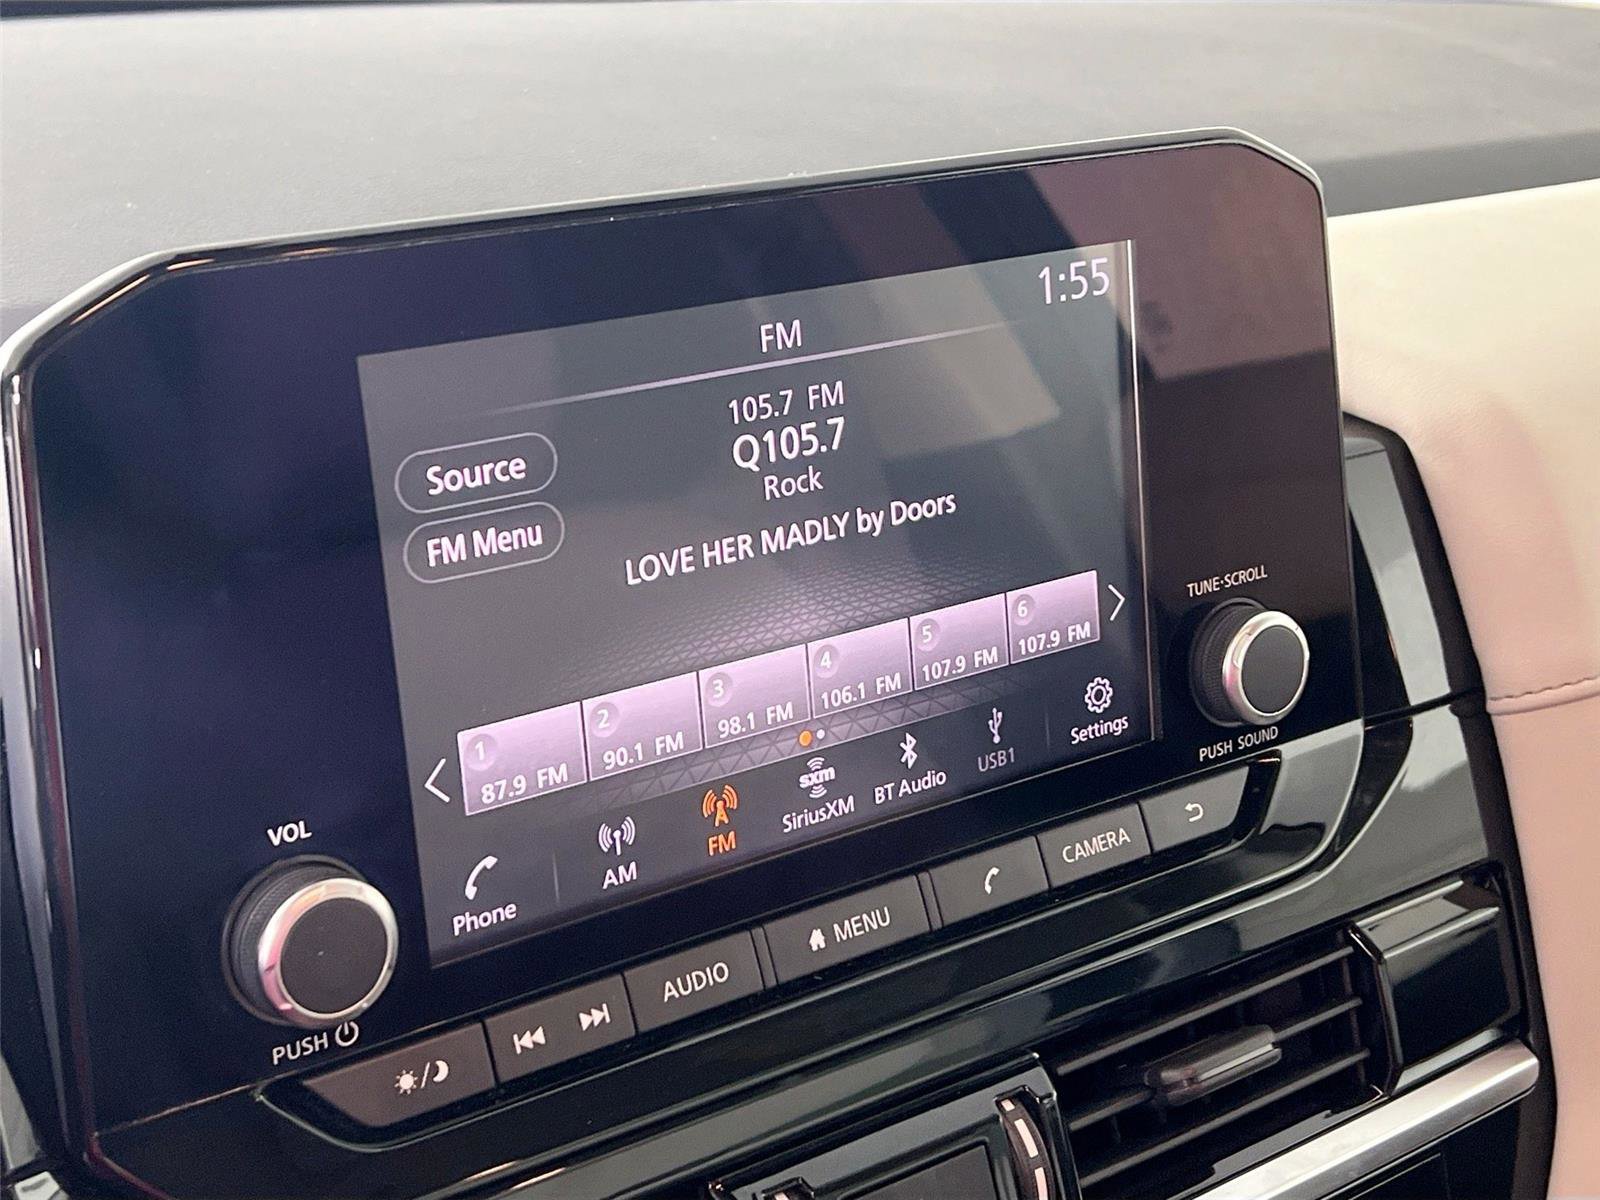 1:55
FM
105.7 FM
Q105.7
Rock
LOVE HER MADLY by Doors
Source
FM Menu
1
87.9 FM
2
90.1 FM
3
98.1 FM
4
106.1 FM
5
107.9 FM
6
107.9 FM
Phone
AM
FM
sxm
SiriusXM
BT Audio
USB1
Settings
VOL
PUSH
TUNE·SCROLL
PUSH SOUND
AUDIO
MENU
CAMERA